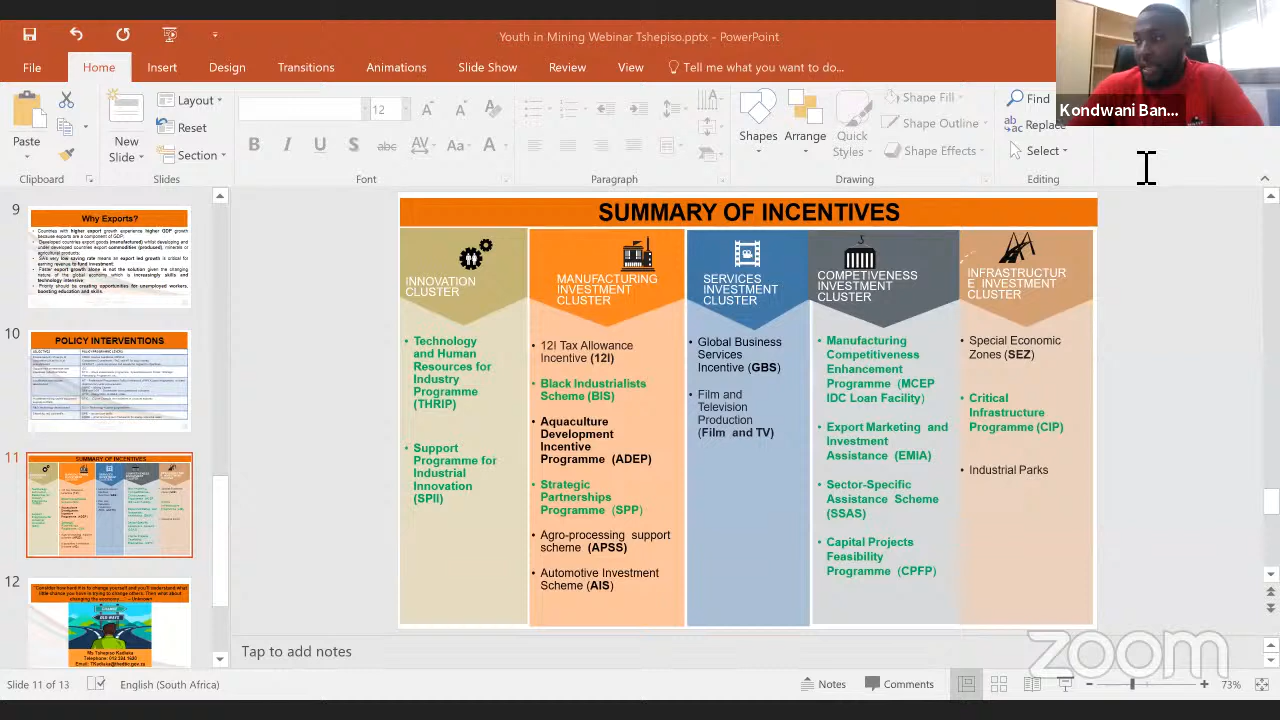 Youth in Mining Webinar Tshepiso.pptx - PowerPoint
File
Home
Insert
Design
Transitions
Animations
Slide Show
Review
View
Tell me what you want to do...
Kondwani Ban...
Paste
Clipboard
New
Slide
Layout
Reset
Section
Slides
12
B
I
U
S
abc
AV
Aa
A
Font
Paragraph
Shapes
Arrange
Quick
Styles
Shape Fill
Shape Outline
Shape Effects
Drawing
Find
Replace
Select
Editing
9
Why Exports?
10
POLICY INTERVENTIONS
11
SUMMARY OF INCENTIVES
12
SUMMARY OF INCENTIVES
INNOVATION
CLUSTER
• Technology
and Human
Resources for
Industry
Programme
(THRIP)
• Support
Programme for
Industrial
Innovation
(SPII)
MANUFACTURING
INVESTMENT
CLUSTER
• 12I Tax Allowance
Incentive (12I)
• Black Industrialists
Scheme (BIS)
• Aquaculture
Development
Incentive
Programme (ADEP)
• Strategic
Partnerships
Programme (SPP)
• Agro-processing support
scheme (APSS)
• Automotive Investment
Scheme (AIS)
SERVICES
INVESTMENT
CLUSTER
• Global Business
Services
Incentive (GBS)
• Film and
Television
Production
(Film and TV)
COMPETIVENESS
INVESTMENT
CLUSTER
• Manufacturing
Competitiveness
Enhancement
Programme (MCEP
IDC Loan Facility)
• Export Marketing and
Investment
Assistance (EMIA)
• Sector-Specific
Assistance Scheme
(SSAS)
• Capital Projects
Feasibility
Programme (CPFP)
INFRASTRUCTUR
E INVESTMENT
CLUSTER
• Special Economic
Zones (SEZ)
• Critical
Infrastructure
Programme (CIP)
• Industrial Parks
Tap to add notes
zoom
Slide 11 of 13
English (South Africa)
Notes
Comments
73%